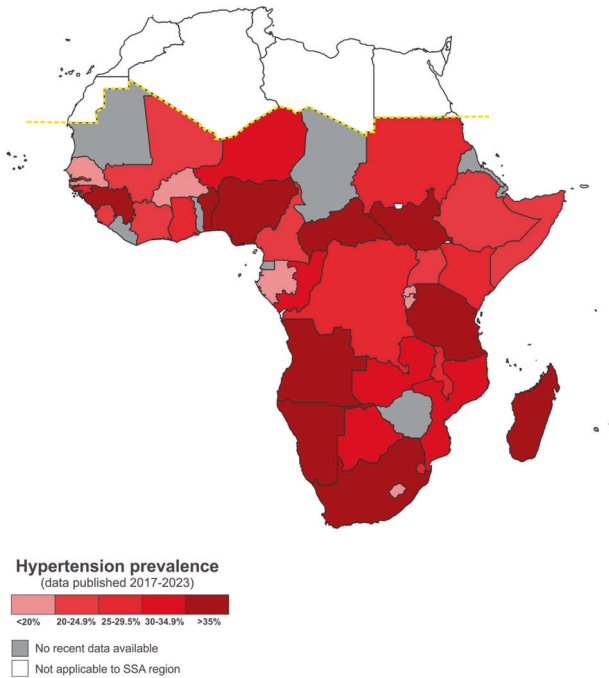 Hypertension prevalence
(data published 2017-2023)
<20% 20-24.9% 25-29.5% 30-34.9% >35%
No recent data available
Not applicable to SSA region